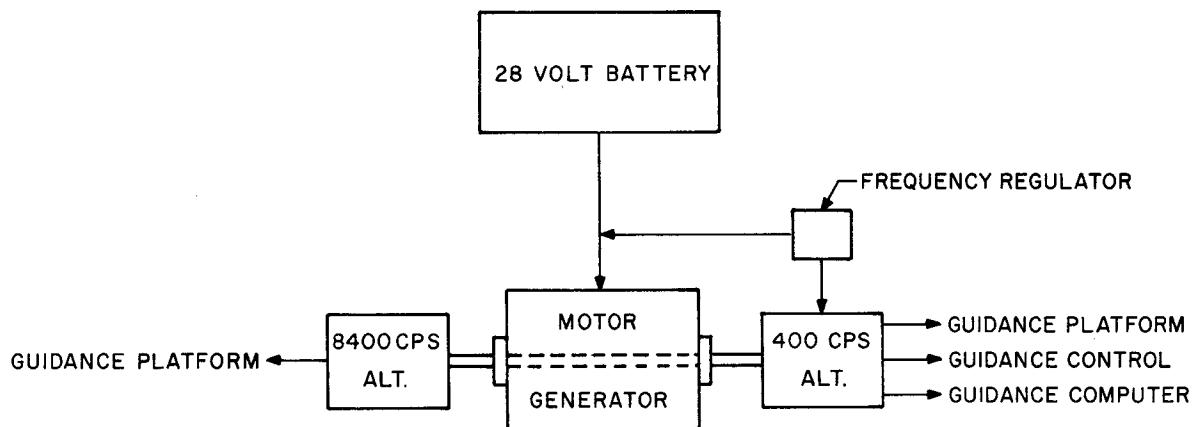 28 VOLT BATTERY
FREQUENCY REGULATOR
MOTOR
GENERATOR
8400 CPS
ALT.
400 CPS
ALT.
GUIDANCE PLATFORM
GUIDANCE PLATFORM
GUIDANCE CONTROL
GUIDANCE COMPUTER